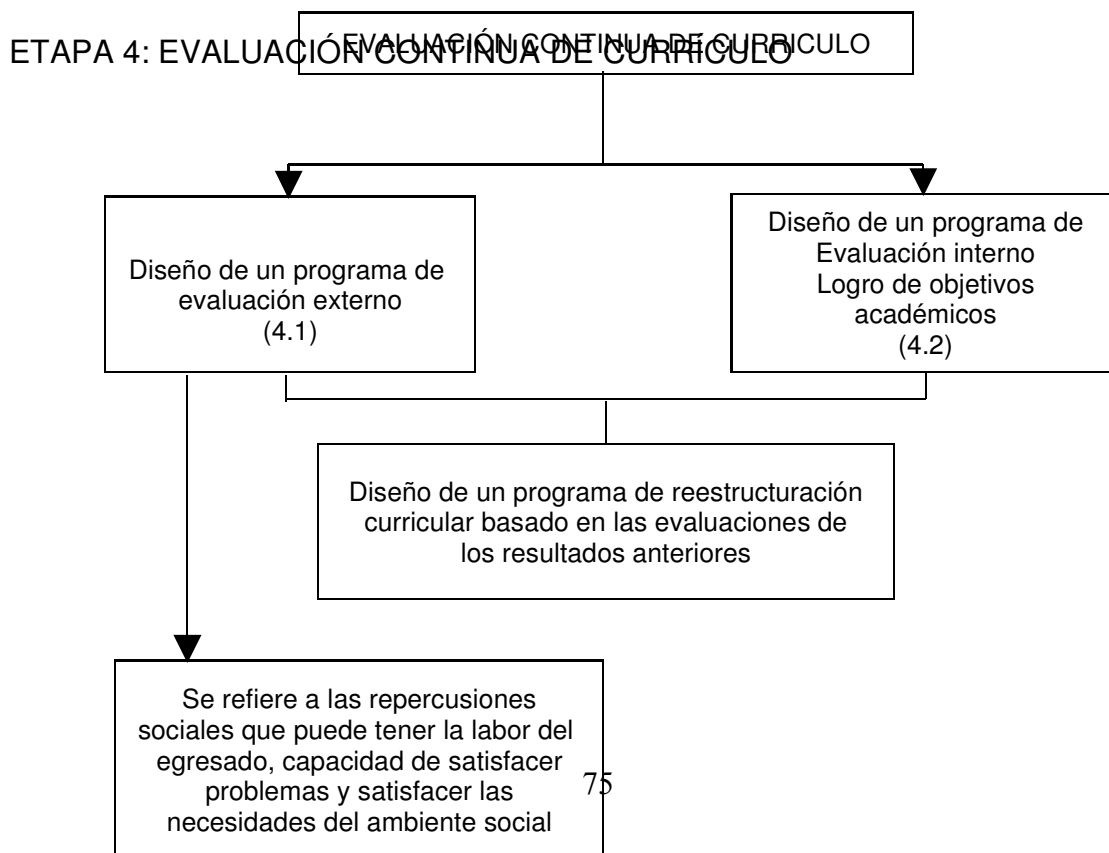 ETAPA 4: EVALUACIÓN CONTINUA DE CURRÍCULO
EVALUACIÓN CONTINUA DE CURRICULO
Diseño de un programa de
evaluación externo
(4.1)
Diseño de un programa de
Evaluación interno
Logro de objetivos
académicos
(4.2)
Diseño de un programa de reestructuración
curricular basado en las evaluaciones de
los resultados anteriores
Se refiere a las repercusiones
sociales que puede tener la labor del
egresado, capacidad de satisfacer
problemas y satisfacer las
necesidades del ambiente social
75